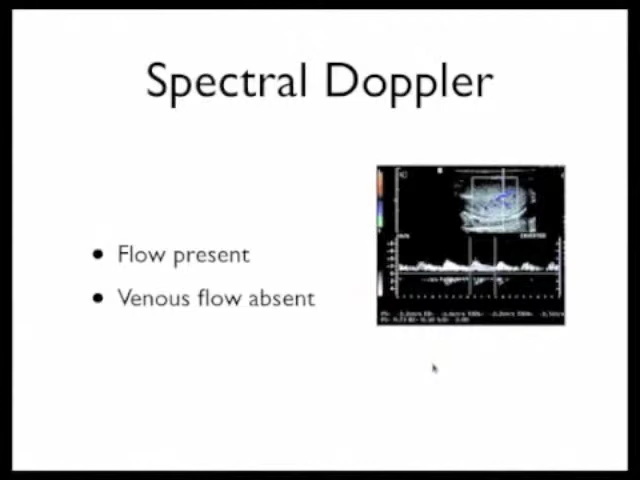 Spectral Doppler
• Flow present
• Venous flow absent